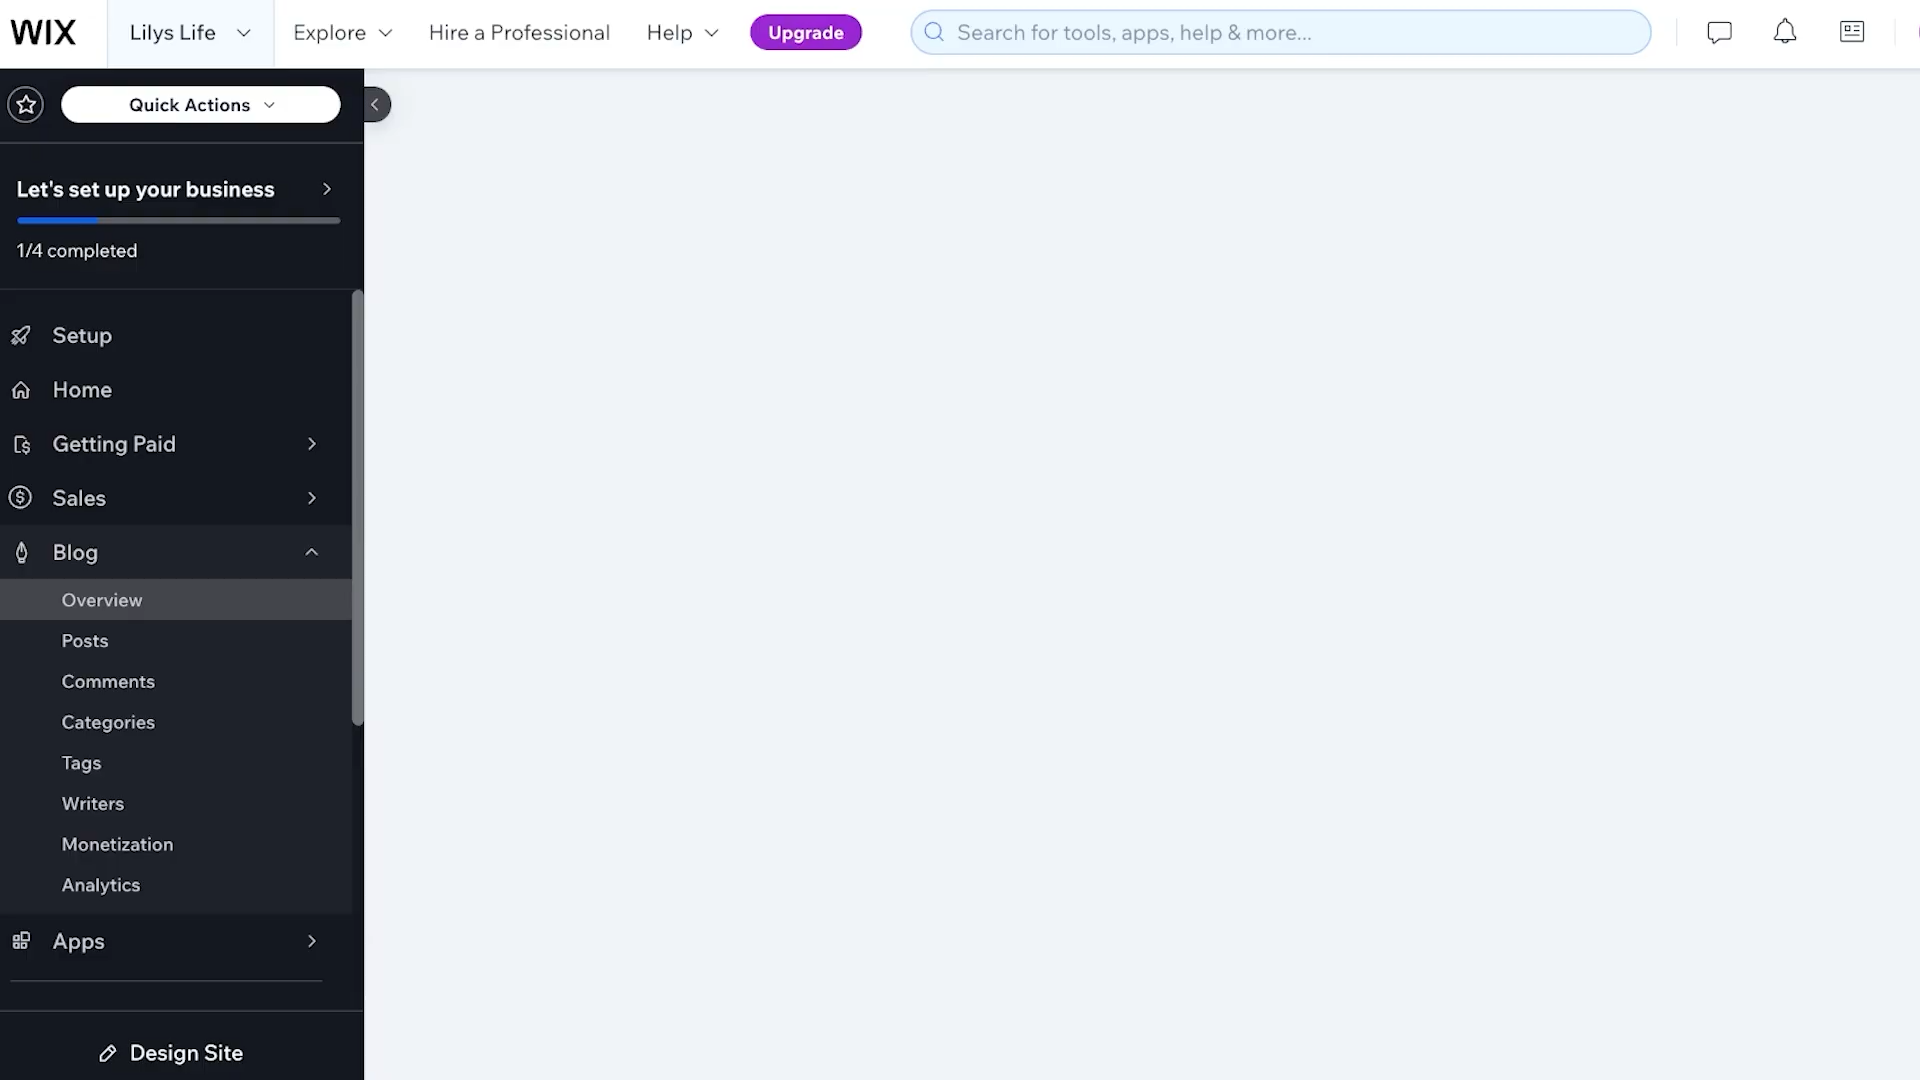 WIX
Lilys Life
Explore
Hire a Professional
Help
Upgrade
Search for tools, apps, help & more...
Quick Actions
Let's set up your business
1/4 completed
Setup
Home
Getting Paid
Sales
Blog
Overview
Posts
Comments
Categories
Tags
Writers
Monetization
Analytics
Apps
Design Site